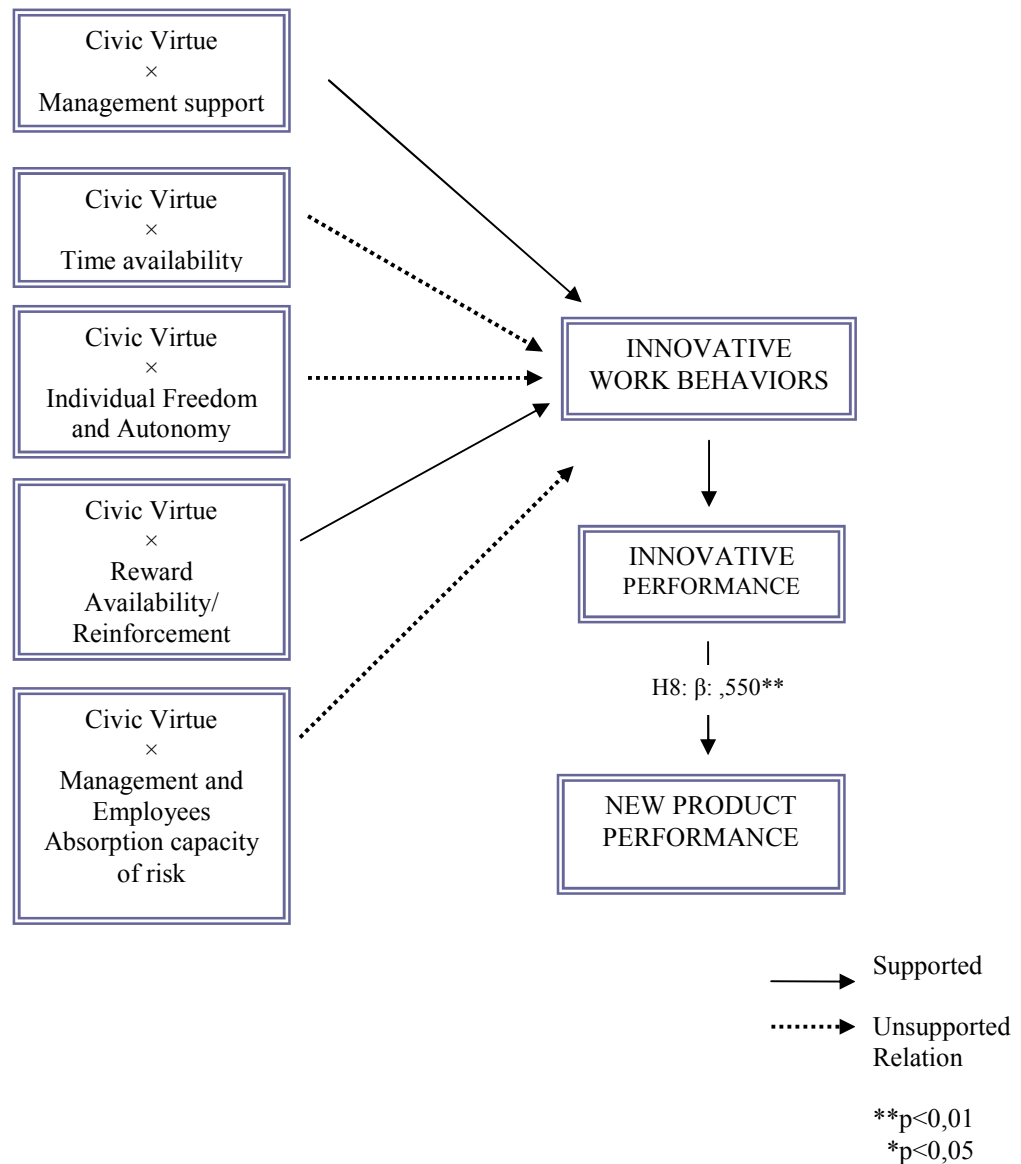 Civic Virtue
×
Management support
Civic Virtue
×
Time availability
Civic Virtue
×
Individual Freedom
and Autonomy
Civic Virtue
×
Reward
Availability/
Reinforcement
Civic Virtue
×
Management and
Employees
Absorption capacity
of risk
INNOVATIVE
WORK BEHAVIORS
INNOVATIVE
PERFORMANCE
H8: β: ,550**
NEW PRODUCT
PERFORMANCE
Supported
Unsupported
Relation
**p<0,01
*p<0,05